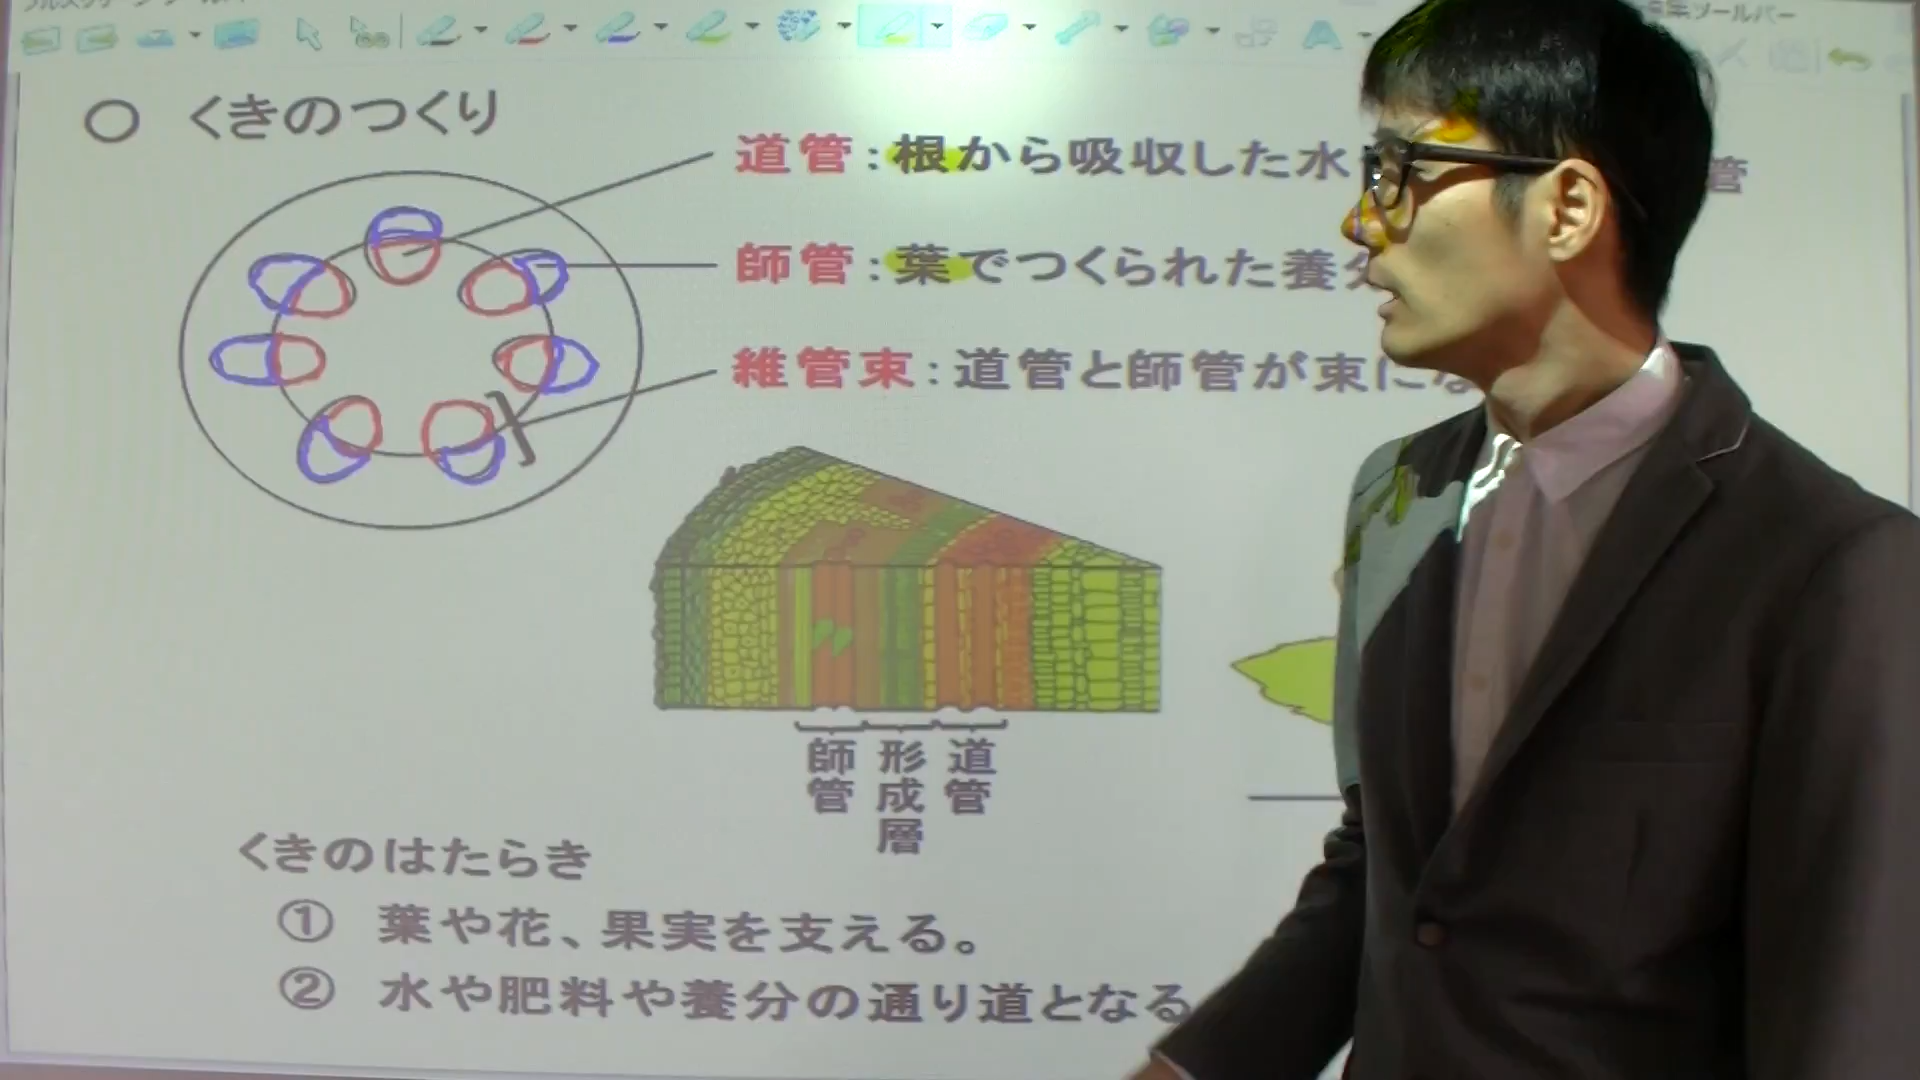 ○ くきのつくり
道管：根から吸収した水
管
師管：葉でつくられた養分
維管束：道管と師管が束にな
師管
形成層
道管
くきのはたらき
① 葉や花、果実を支える。
② 水や肥料や養分の通り道となる